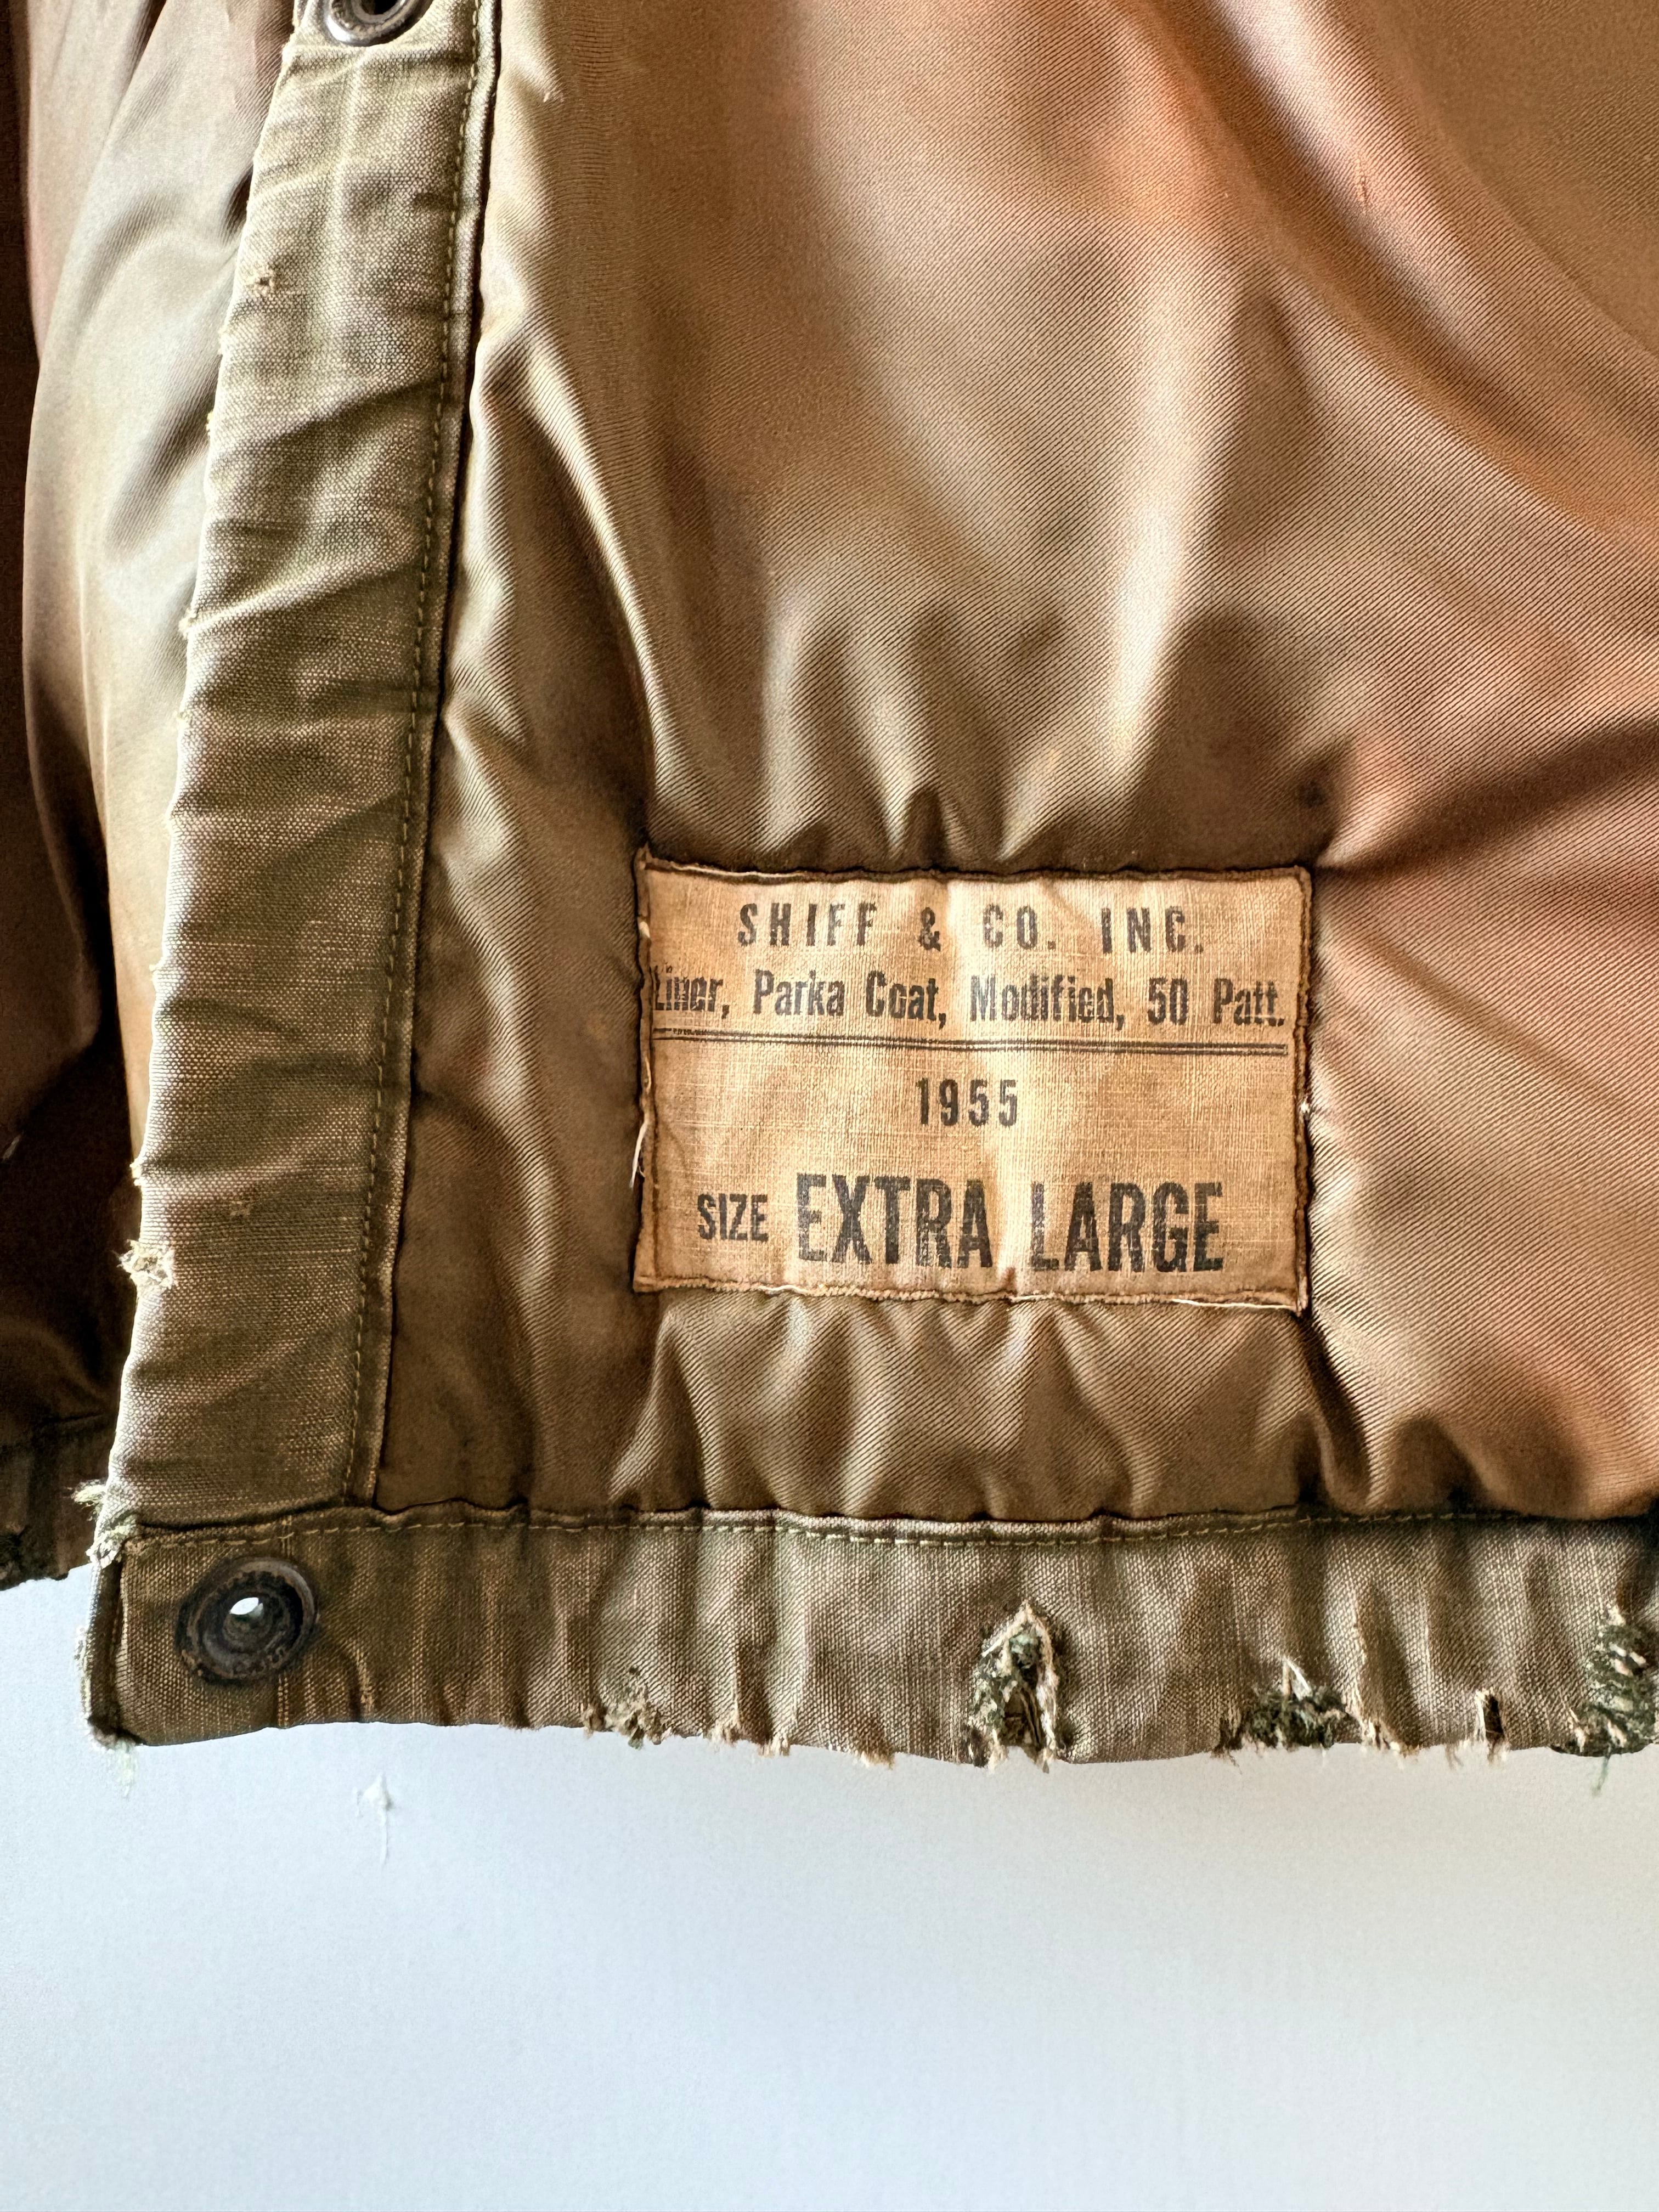 SHIFF & CO. INC.
Liner, Parka Coat, Modified, 50 Patt.
1955
SIZE EXTRA LARGE